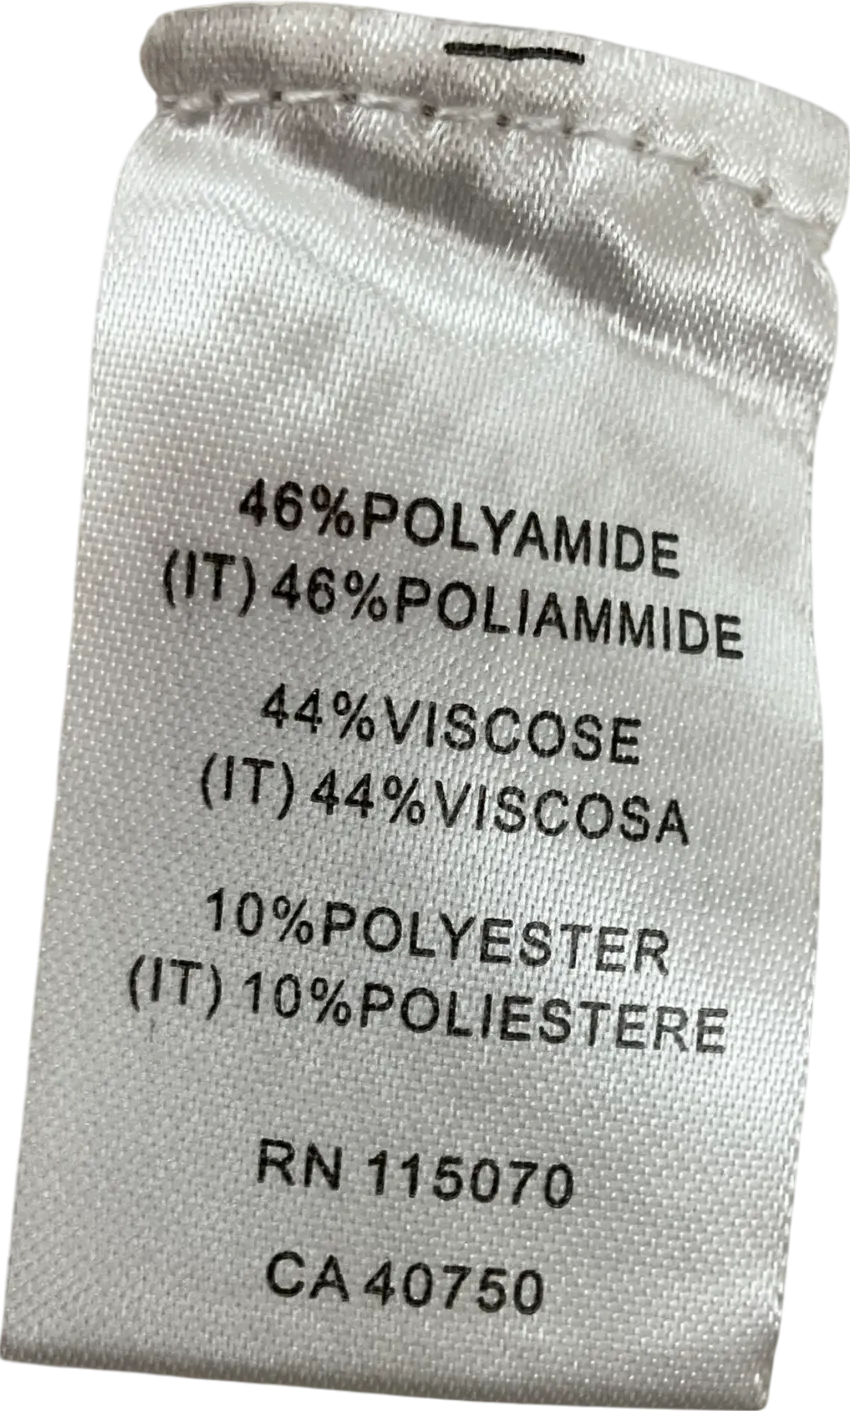 46%POLYAMIDE
(IT) 46%POLIAMMIDE
44%VISCOSE
(IT) 44%VISCOSA
10%POLYESTER
(IT) 10%POLIESTERE
RN 115070
CA 40750